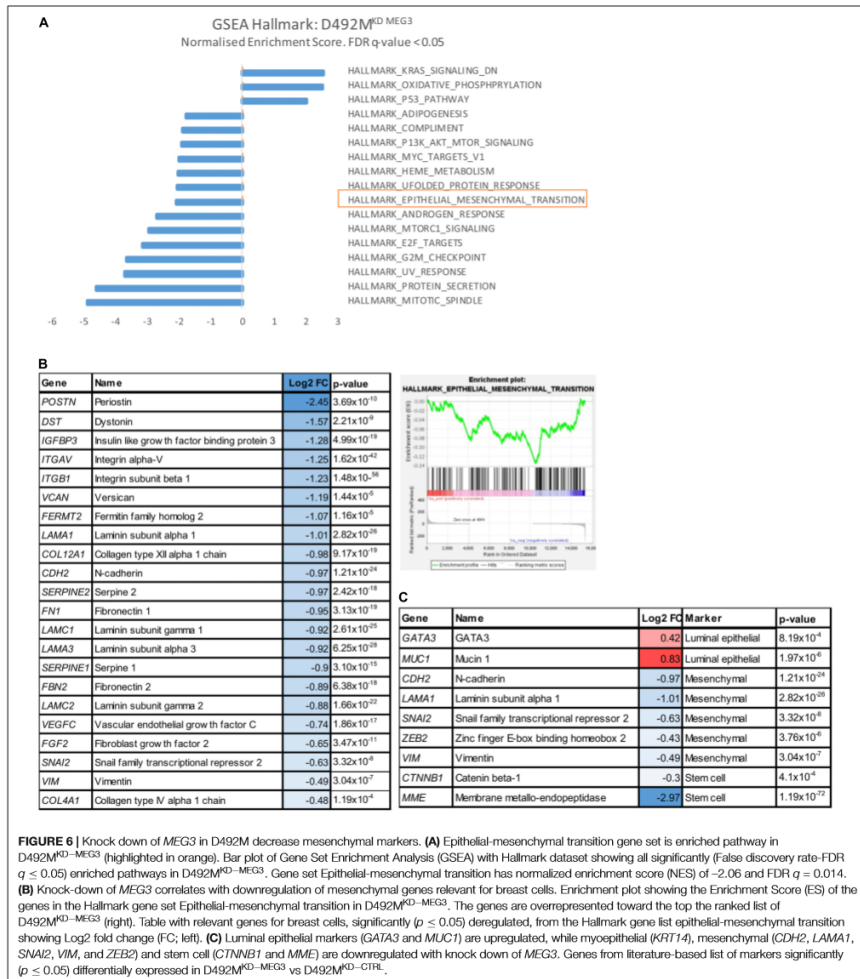 A
GSEA Hallmark: D492M^KD MEG3
Normalised Enrichment Score. FDR q-value < 0.05
HALLMARK_KRAS_SIGNALING_DN
HALLMARK_OXIDATIVE_PHOSPHPRYLATION
HALLMARK_P53_PATHWAY
HALLMARK_ADIPOGENESIS
HALLMARK_COMPLIMENT
HALLMARK_P13K_AKT_MTOR_SIGNALING
HALLMARK_MYC_TARGETS_V1
HALLMARK_HEME_METABOLISM
HALLMARK_UFOLDED_PROTEIN_RESPONSE
HALLMARK_EPITHELIAL_MESENCHYMAL_TRANSITION
HALLMARK_ANDROGEN_RESPONSE
HALLMARK_MTORC1_SIGNALING
HALLMARK_E2F_TARGETS
HALLMARK_G2M_CHECKPOINT
HALLMARK_UV_RESPONSE
HALLMARK_PROTEIN_SECRETION
HALLMARK_MITOTIC_SPINDLE
-6 -5 -4 -3 -2 -1 0 1 2 3
B
Gene Name Log2 FC p-value
POSTN Periostin -2.45 3.69x10^-10
DST Dystonin -1.57 2.21x10^-9
IGFBP3 Insulin like growth factor binding protein 3 -1.28 4.99x10^-19
ITGAV Integrin alpha-V -1.25 1.62x10^-42
ITGB1 Integrin subunit beta 1 -1.23 1.48x10-^56
VCAN Versican -1.19 1.44x10^-5
FERMT2 Fermitin family homolog 2 -1.07 1.16x10^-5
LAMA1 Laminin subunit alpha 1 -1.01 2.82x10^-26
COL12A1 Collagen type XII alpha 1 chain -0.98 9.17x10^-19
CDH2 N-cadherin -0.97 1.21x10^-24
SERPINE2 Serpine 2 -0.97 2.42x10^-18
FN1 Fibronectin 1 -0.95 3.13x10^-19
LAMC1 Laminin subunit gamma 1 -0.92 2.61x10^-25
LAMA3 Laminin subunit alpha 3 -0.92 6.25x10^-28
SERPINE1 Serpine 1 -0.9 3.10x10^-15
FBN2 Fibronectin 2 -0.89 6.38x10^-18
LAMC2 Laminin subunit gamma 2 -0.88 1.66x10^-22
VEGFC Vascular endothelial growth factor C -0.74 1.86x10^-17
FGF2 Fibroblast growth factor 2 -0.65 3.47x10^-11
SNAI2 Snail family transcriptional repressor 2 -0.63 3.32x10^-8
VIM Vimentin -0.49 3.04x10^-7
COL4A1 Collagen type IV alpha 1 chain -0.48 1.19x10^-4
Enrichment plot:
HALLMARK_EPITHELIAL_MESENCHYMAL_TRANSITION
Enrichment score (ES)
Ranked list metric (PreRanked)
Rank in Ordered Dataset
Enrichment profile Hits Ranking metric scores
C
Gene Name Log2 FC Marker p-value
GATA3 GATA3 0.42 Luminal epithelial 8.19x10^-4
MUC1 Mucin 1 0.83 Luminal epithelial 1.97x10^-6
CDH2 N-cadherin -0.97 Mesenchymal 1.21x10^-24
LAMA1 Laminin subunit alpha 1 -1.01 Mesenchymal 2.82x10^-26
SNAI2 Snail family transcriptional repressor 2 -0.63 Mesenchymal 3.32x10^-8
ZEB2 Zinc finger E-box binding homeobox 2 -0.43 Mesenchymal 3.76x10^-6
VIM Vimentin -0.49 Mesenchymal 3.04x10^-7
CTNNB1 Catenin beta-1 -0.3 Stem cell 4.1x10^-4
MME Membrane metallo-endopeptidase -2.97 Stem cell 1.19x10^-72
FIGURE 6 | Knock down of MEG3 in D492M decrease mesenchymal markers. (A) Epithelial-mesenchymal transition gene set is enriched pathway in
D492M^KD-MEG3 (highlighted in orange). Bar plot of Gene Set Enrichment Analysis (GSEA) with Hallmark dataset showing all significantly (False discovery rate-FDR
q ≤ 0.05) enriched pathways in D492M^KD-MEG3. Gene set Epithelial-mesenchymal transition has normalized enrichment score (NES) of −2.06 and FDR q = 0.014.
(B) Knock-down of MEG3 correlates with downregulation of mesenchymal genes relevant for breast cells. Enrichment plot showing the Enrichment Score (ES) of the
genes in the Hallmark gene set Epithelial-mesenchymal transition in D492M^KD-MEG3. The genes are overrepresented toward the top the ranked list of
D492M^KD-MEG3 (right). Table with relevant genes for breast cells, significantly (p ≤ 0.05) deregulated, from the Hallmark gene list epithelial-mesenchymal transition
showing Log2 fold change (FC; left). (C) Luminal epithelial markers (GATA3 and MUC1) are upregulated, while myoepithelial (KRT14), mesenchymal (CDH2, LAMA1,
SNAI2, VIM, and ZEB2) and stem cell (CTNNB1 and MME) are downregulated with knock down of MEG3. Genes from literature-based list of markers significantly
(p ≤ 0.05) differentially expressed in D492M^KD-MEG3 vs D492M^KD-CTRL.